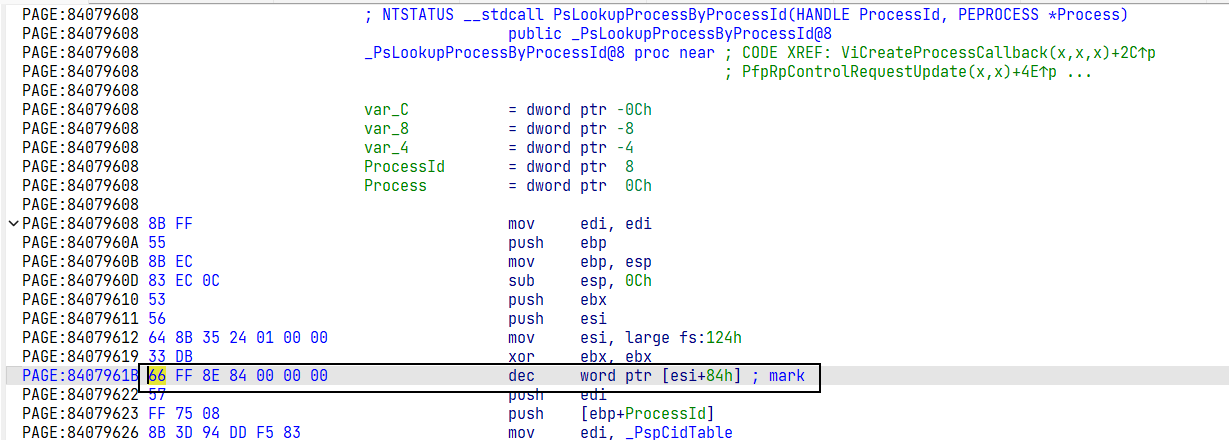 PAGE:84079608 ; NTSTATUS __stdcall PsLookupProcessByProcessId(HANDLE ProcessId, PEPROCESS *Process)
PAGE:84079608 public _PsLookupProcessByProcessId@8
PAGE:84079608 _PsLookupProcessByProcessId@8 proc near ; CODE XREF: ViCreateProcessCallback(x,x,x)+2C↑p
PAGE:84079608 ; PfpRpControlRequestUpdate(x,x)+4E↑p ...
PAGE:84079608
PAGE:84079608 var_C = dword ptr -0Ch
PAGE:84079608 var_8 = dword ptr -8
PAGE:84079608 var_4 = dword ptr -4
PAGE:84079608 ProcessId = dword ptr 8
PAGE:84079608 Process = dword ptr 0Ch
PAGE:84079608
PAGE:84079608 8B FF mov edi, edi
PAGE:8407960A 55 push ebp
PAGE:8407960B 8B EC mov ebp, esp
PAGE:8407960D 83 EC 0C sub esp, 0Ch
PAGE:84079610 53 push ebx
PAGE:84079611 56 push esi
PAGE:84079612 64 8B 35 24 01 00 00 mov esi, large fs:124h
PAGE:84079619 33 DB xor ebx, ebx
PAGE:8407961B 66 FF 8E 84 00 00 00 dec word ptr [esi+84h] ; mark
PAGE:84079622 57 push edi
PAGE:84079623 FF 75 08 push [ebp+ProcessId]
PAGE:84079626 8B 3D 94 DD F5 83 mov edi, _PspCidTable